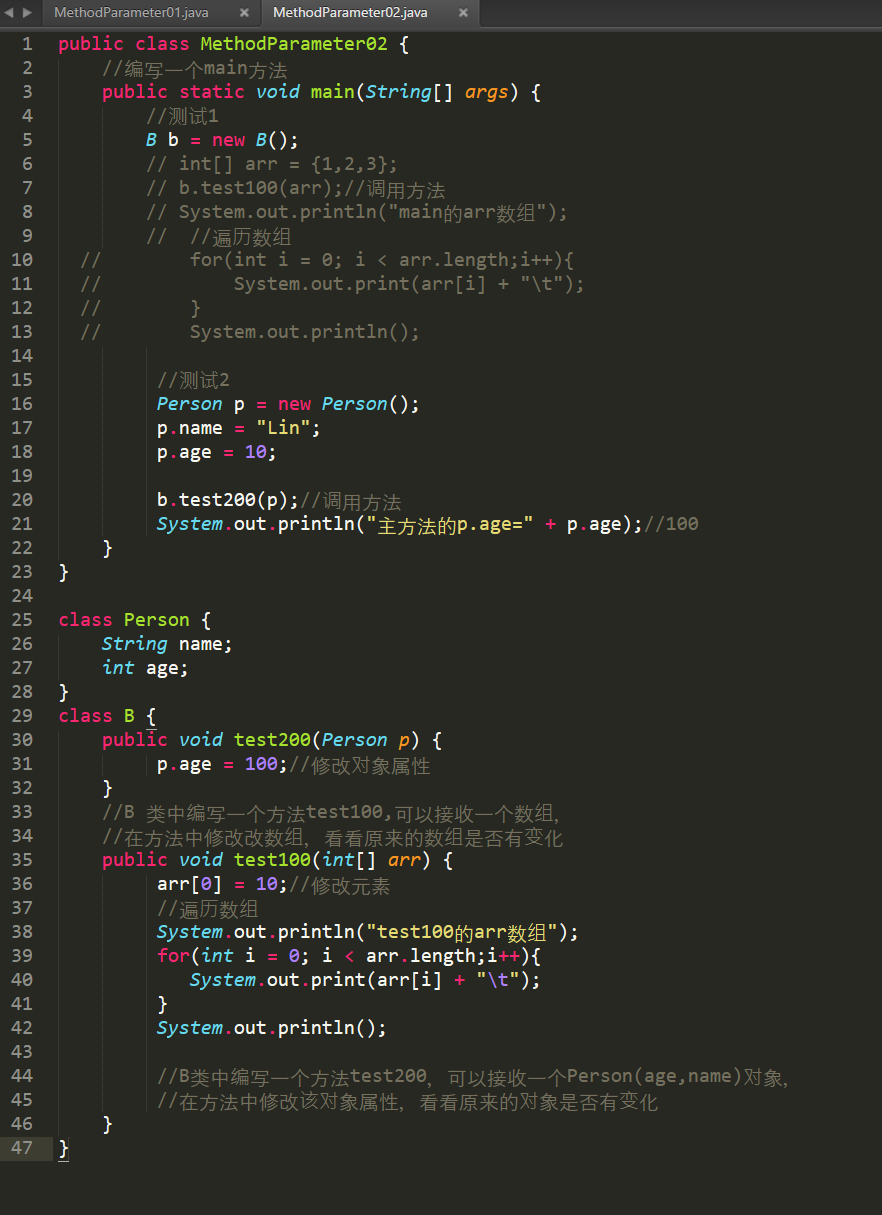 MethodParameter01.java × MethodParameter02.java ×
1 public class MethodParameter02 {
2 //编写一个main方法
3 public static void main(String[] args) {
4 //测试1
5 B b = new B();
6 // int[] arr = {1,2,3};
7 // b.test100(arr);//调用方法
8 // System.out.println("main的arr数组");
9 // //遍历数组
10 // for(int i = 0; i < arr.length;i++){
11 // System.out.print(arr[i] + "\t");
12 // }
13 // System.out.println();
14
15 //测试2
16 Person p = new Person();
17 p.name = "Lin";
18 p.age = 10;
19
20 b.test200(p);//调用方法
21 System.out.println("主方法的p.age=" + p.age);//100
22 }
23 }
24
25 class Person {
26 String name;
27 int age;
28 }
29 class B {
30 public void test200(Person p) {
31 p.age = 100;//修改对象属性
32 }
33 //B 类中编写一个方法test100,可以接收一个数组,
34 //在方法中修改改数组, 看看原来的数组是否有变化
35 public void test100(int[] arr) {
36 arr[0] = 10;//修改元素
37 //遍历数组
38 System.out.println("test100的arr数组");
39 for(int i = 0; i < arr.length;i++){
40 System.out.print(arr[i] + "\t");
41 }
42 System.out.println();
43
44 //B类中编写一个方法test200, 可以接收一个Person(age,name)对象,
45 //在方法中修改该对象属性, 看看原来的对象是否有变化
46 }
47 }